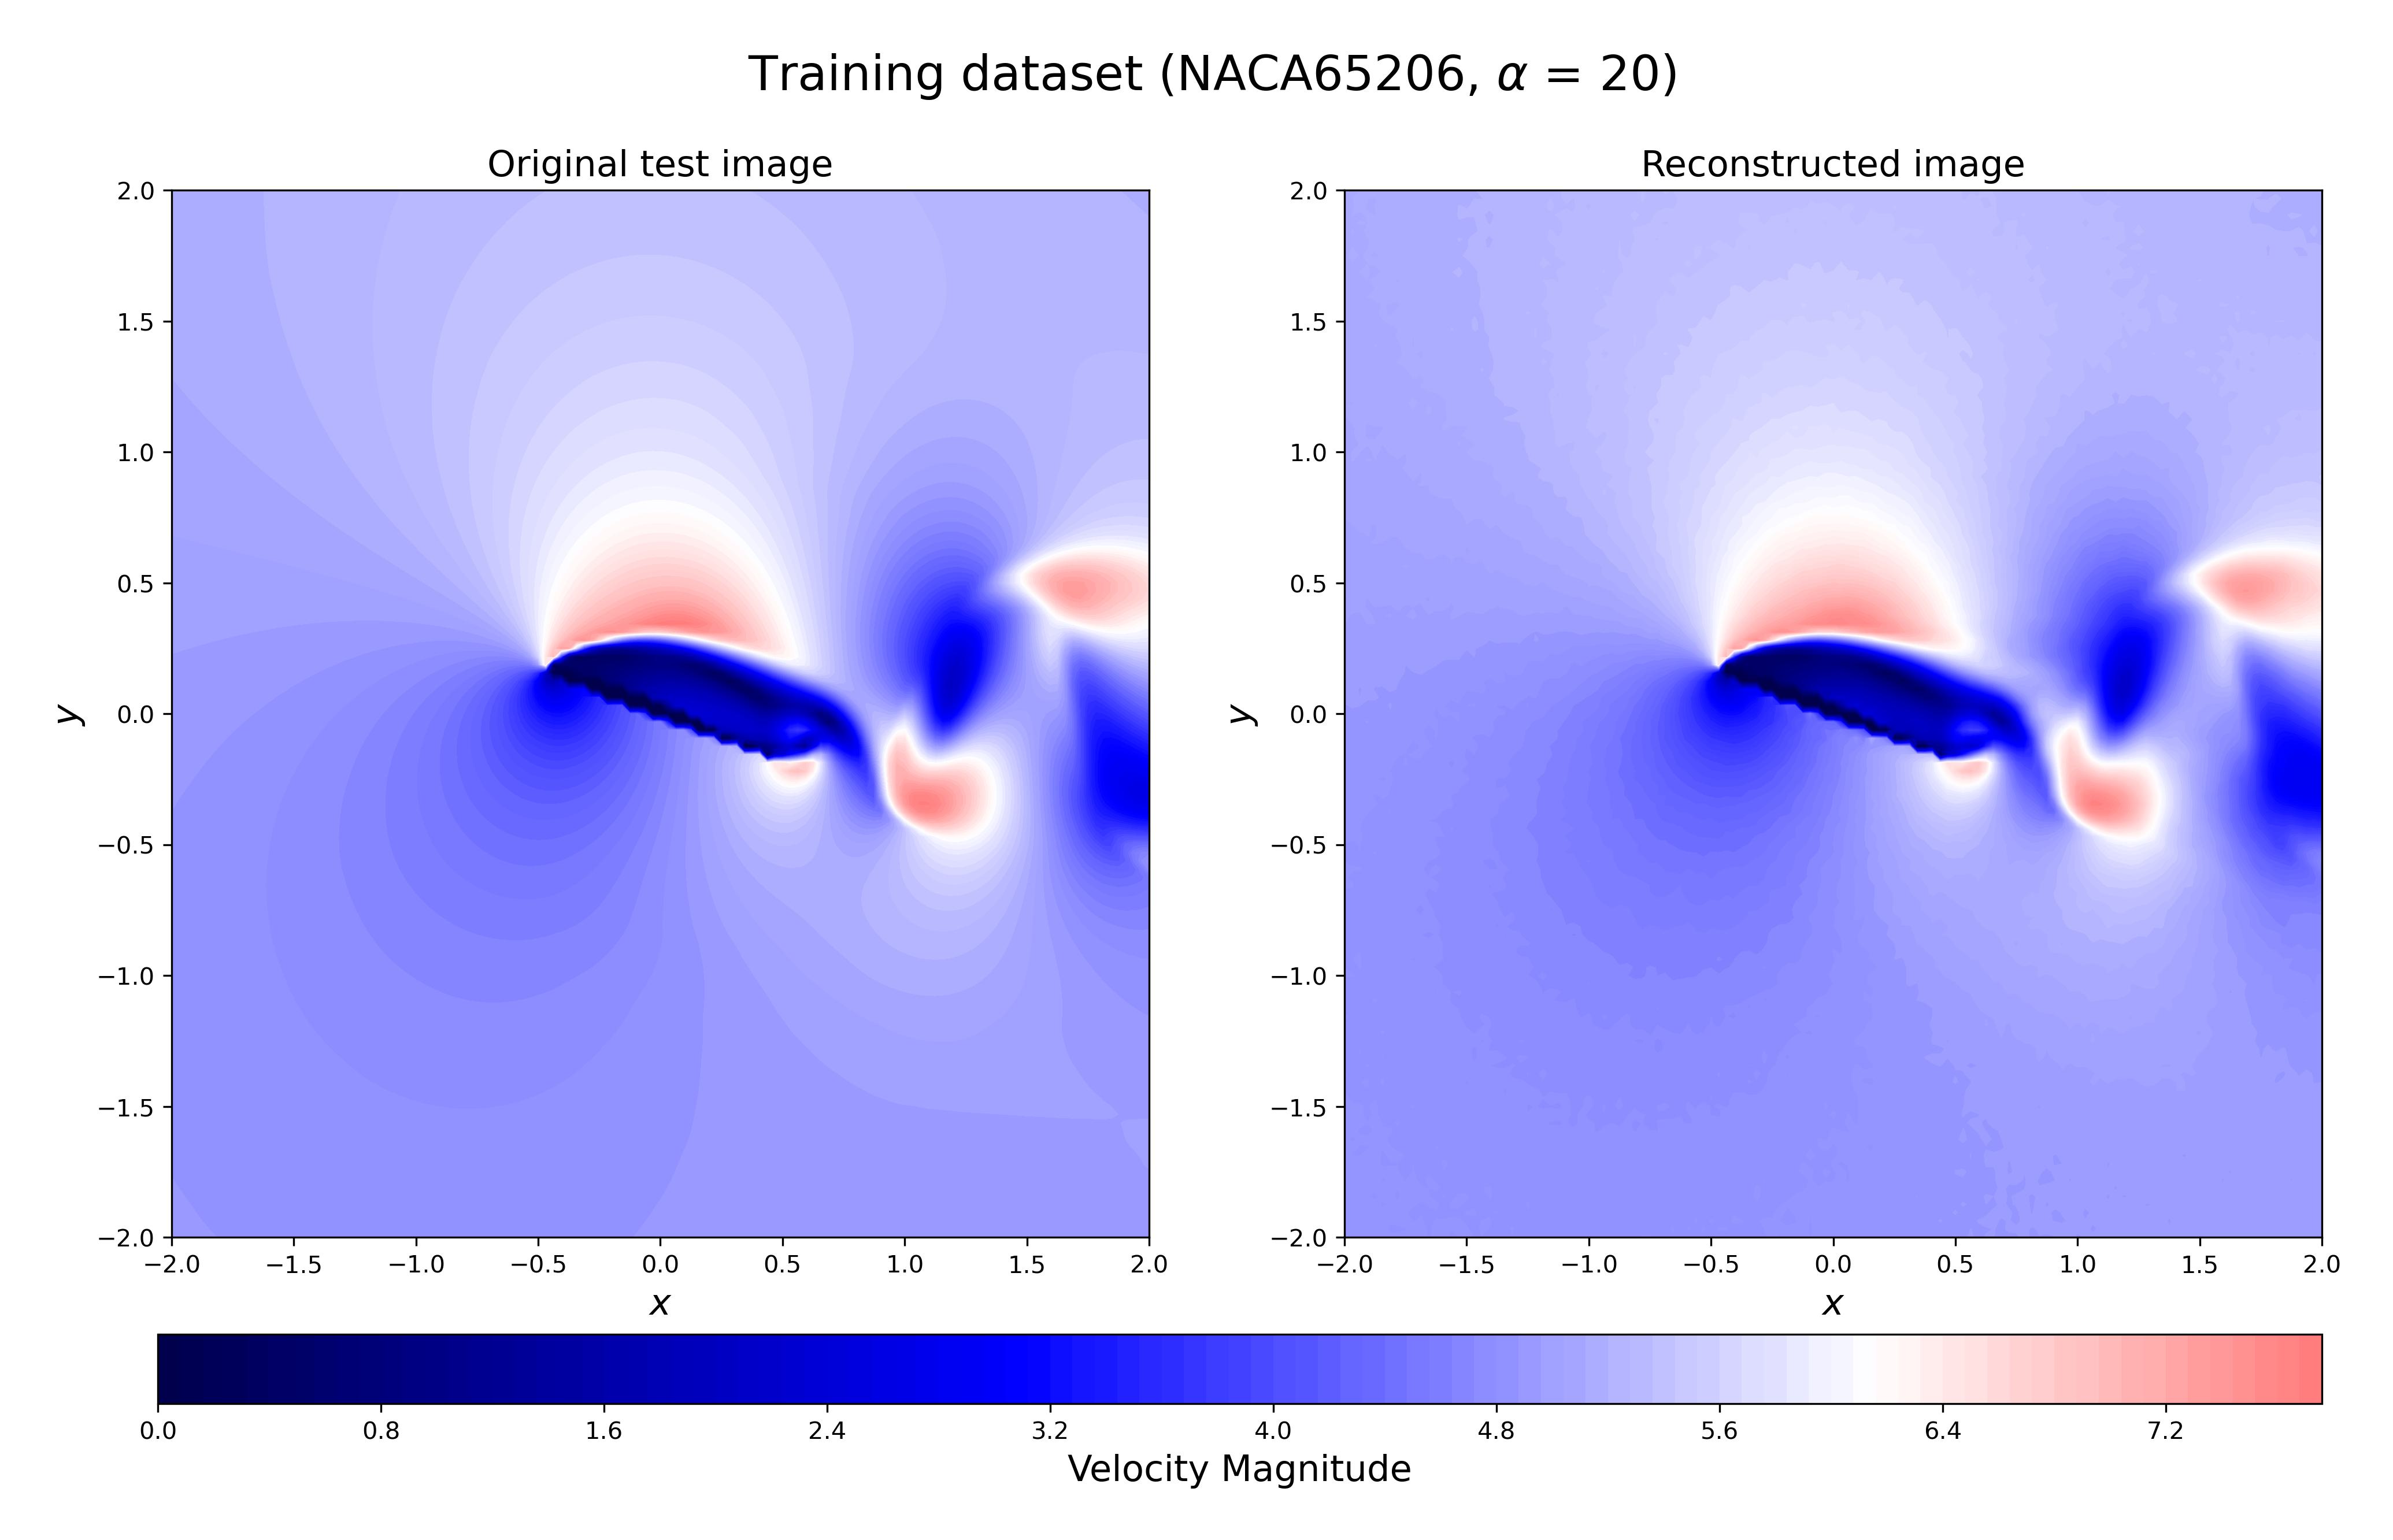 Training dataset (NACA65206, α = 20)
Original test image
Reconstructed image
2.0
1.5
1.0
0.5
0.0
−0.5
−1.0
−1.5
−2.0
y
−2.0 −1.5 −1.0 −0.5 0.0 0.5 1.0 1.5 2.0
x
2.0
1.5
1.0
0.5
0.0
−0.5
−1.0
−1.5
−2.0
y
−2.0 −1.5 −1.0 −0.5 0.0 0.5 1.0 1.5 2.0
x
0.0 0.8 1.6 2.4 3.2 4.0 4.8 5.6 6.4 7.2
Velocity Magnitude